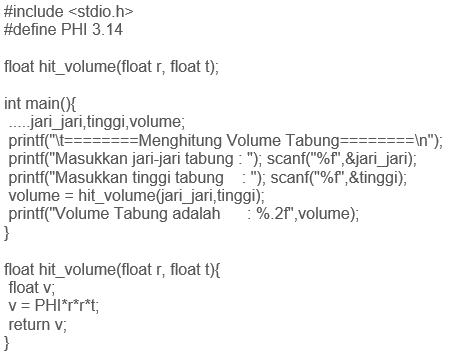 #include <stdio.h>
#define PHI 3.14

float hit_volume(float r, float t);

int main(){
 .....jari_jari,tinggi,volume;
 printf("\t========Menghitung Volume Tabung========\n");
 printf("Masukkan jari-jari tabung : "); scanf("%f",&jari_jari);
 printf("Masukkan tinggi tabung    : "); scanf("%f",&tinggi);
 volume = hit_volume(jari_jari,tinggi);
 printf("Volume Tabung adalah      : %.2f",volume);
}

float hit_volume(float r, float t){
 float v;
 v = PHI*r*r*t;
 return v;
}